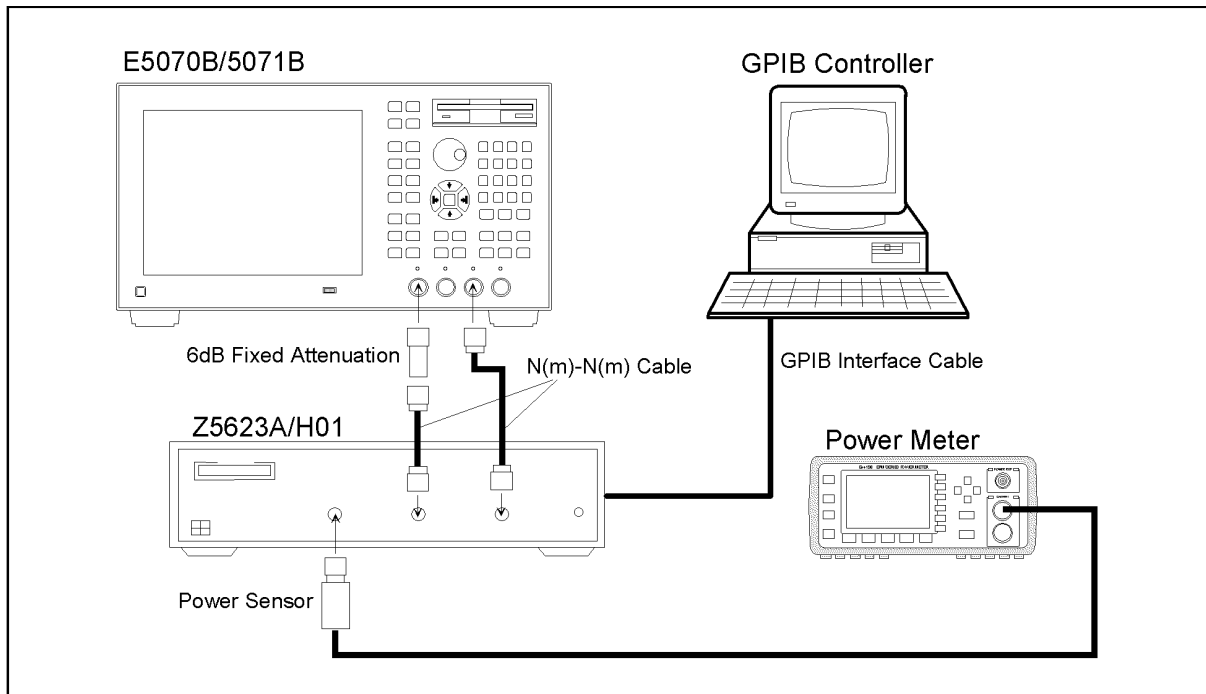 E5070B/5071B
GPIB Controller
6dB Fixed Attenuation
N(m)-N(m) Cable
GPIB Interface Cable
Z5623A/H01
Power Meter
Power Sensor